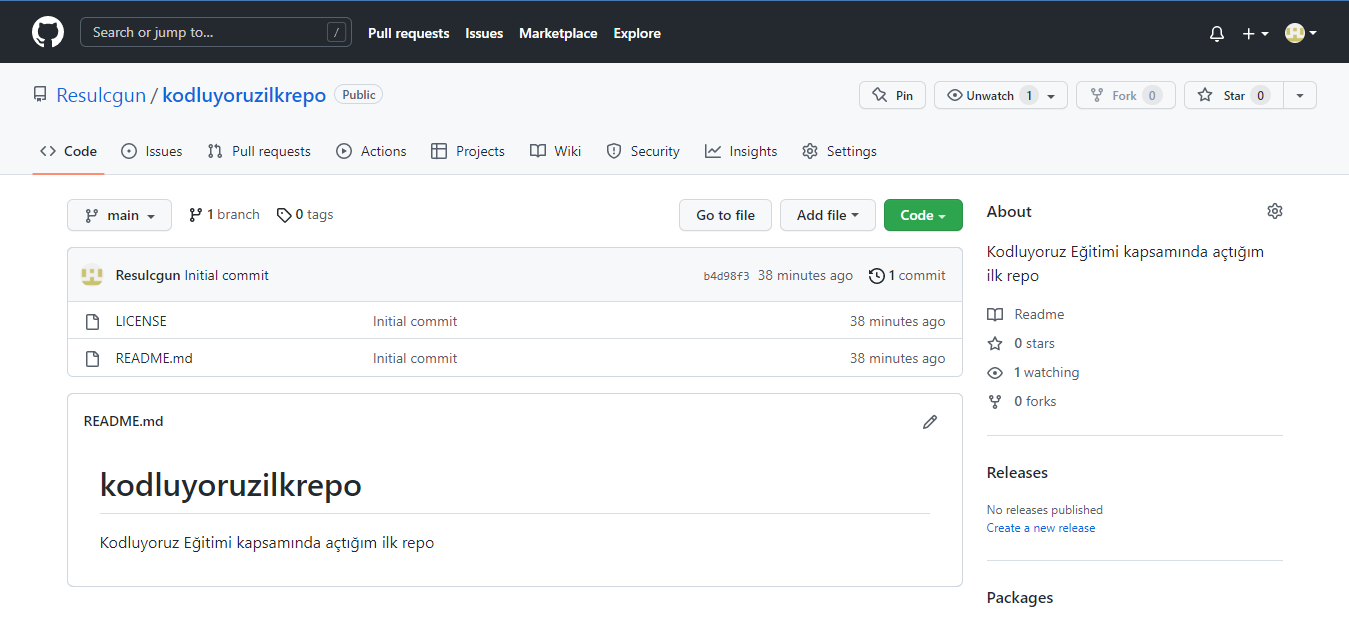 Search or jump to... /
Pull requests Issues Marketplace Explore
Resulcgun / kodluyoruzilkrepo Public
Pin Unwatch 1 Fork 0 Star 0
Code Issues Pull requests Actions Projects Wiki Security Insights Settings
main 1 branch 0 tags Go to file Add file Code
Resulcgun Initial commit b4d98f3 38 minutes ago 1 commit
LICENSE Initial commit 38 minutes ago
README.md Initial commit 38 minutes ago
README.md
kodluyoruzilkrepo
Kodluyoruz Eğitimi kapsamında açtığım ilk repo
About
Kodluyoruz Eğitimi kapsamında açtığım
ilk repo
Readme
0 stars
1 watching
0 forks
Releases
No releases published
Create a new release
Packages